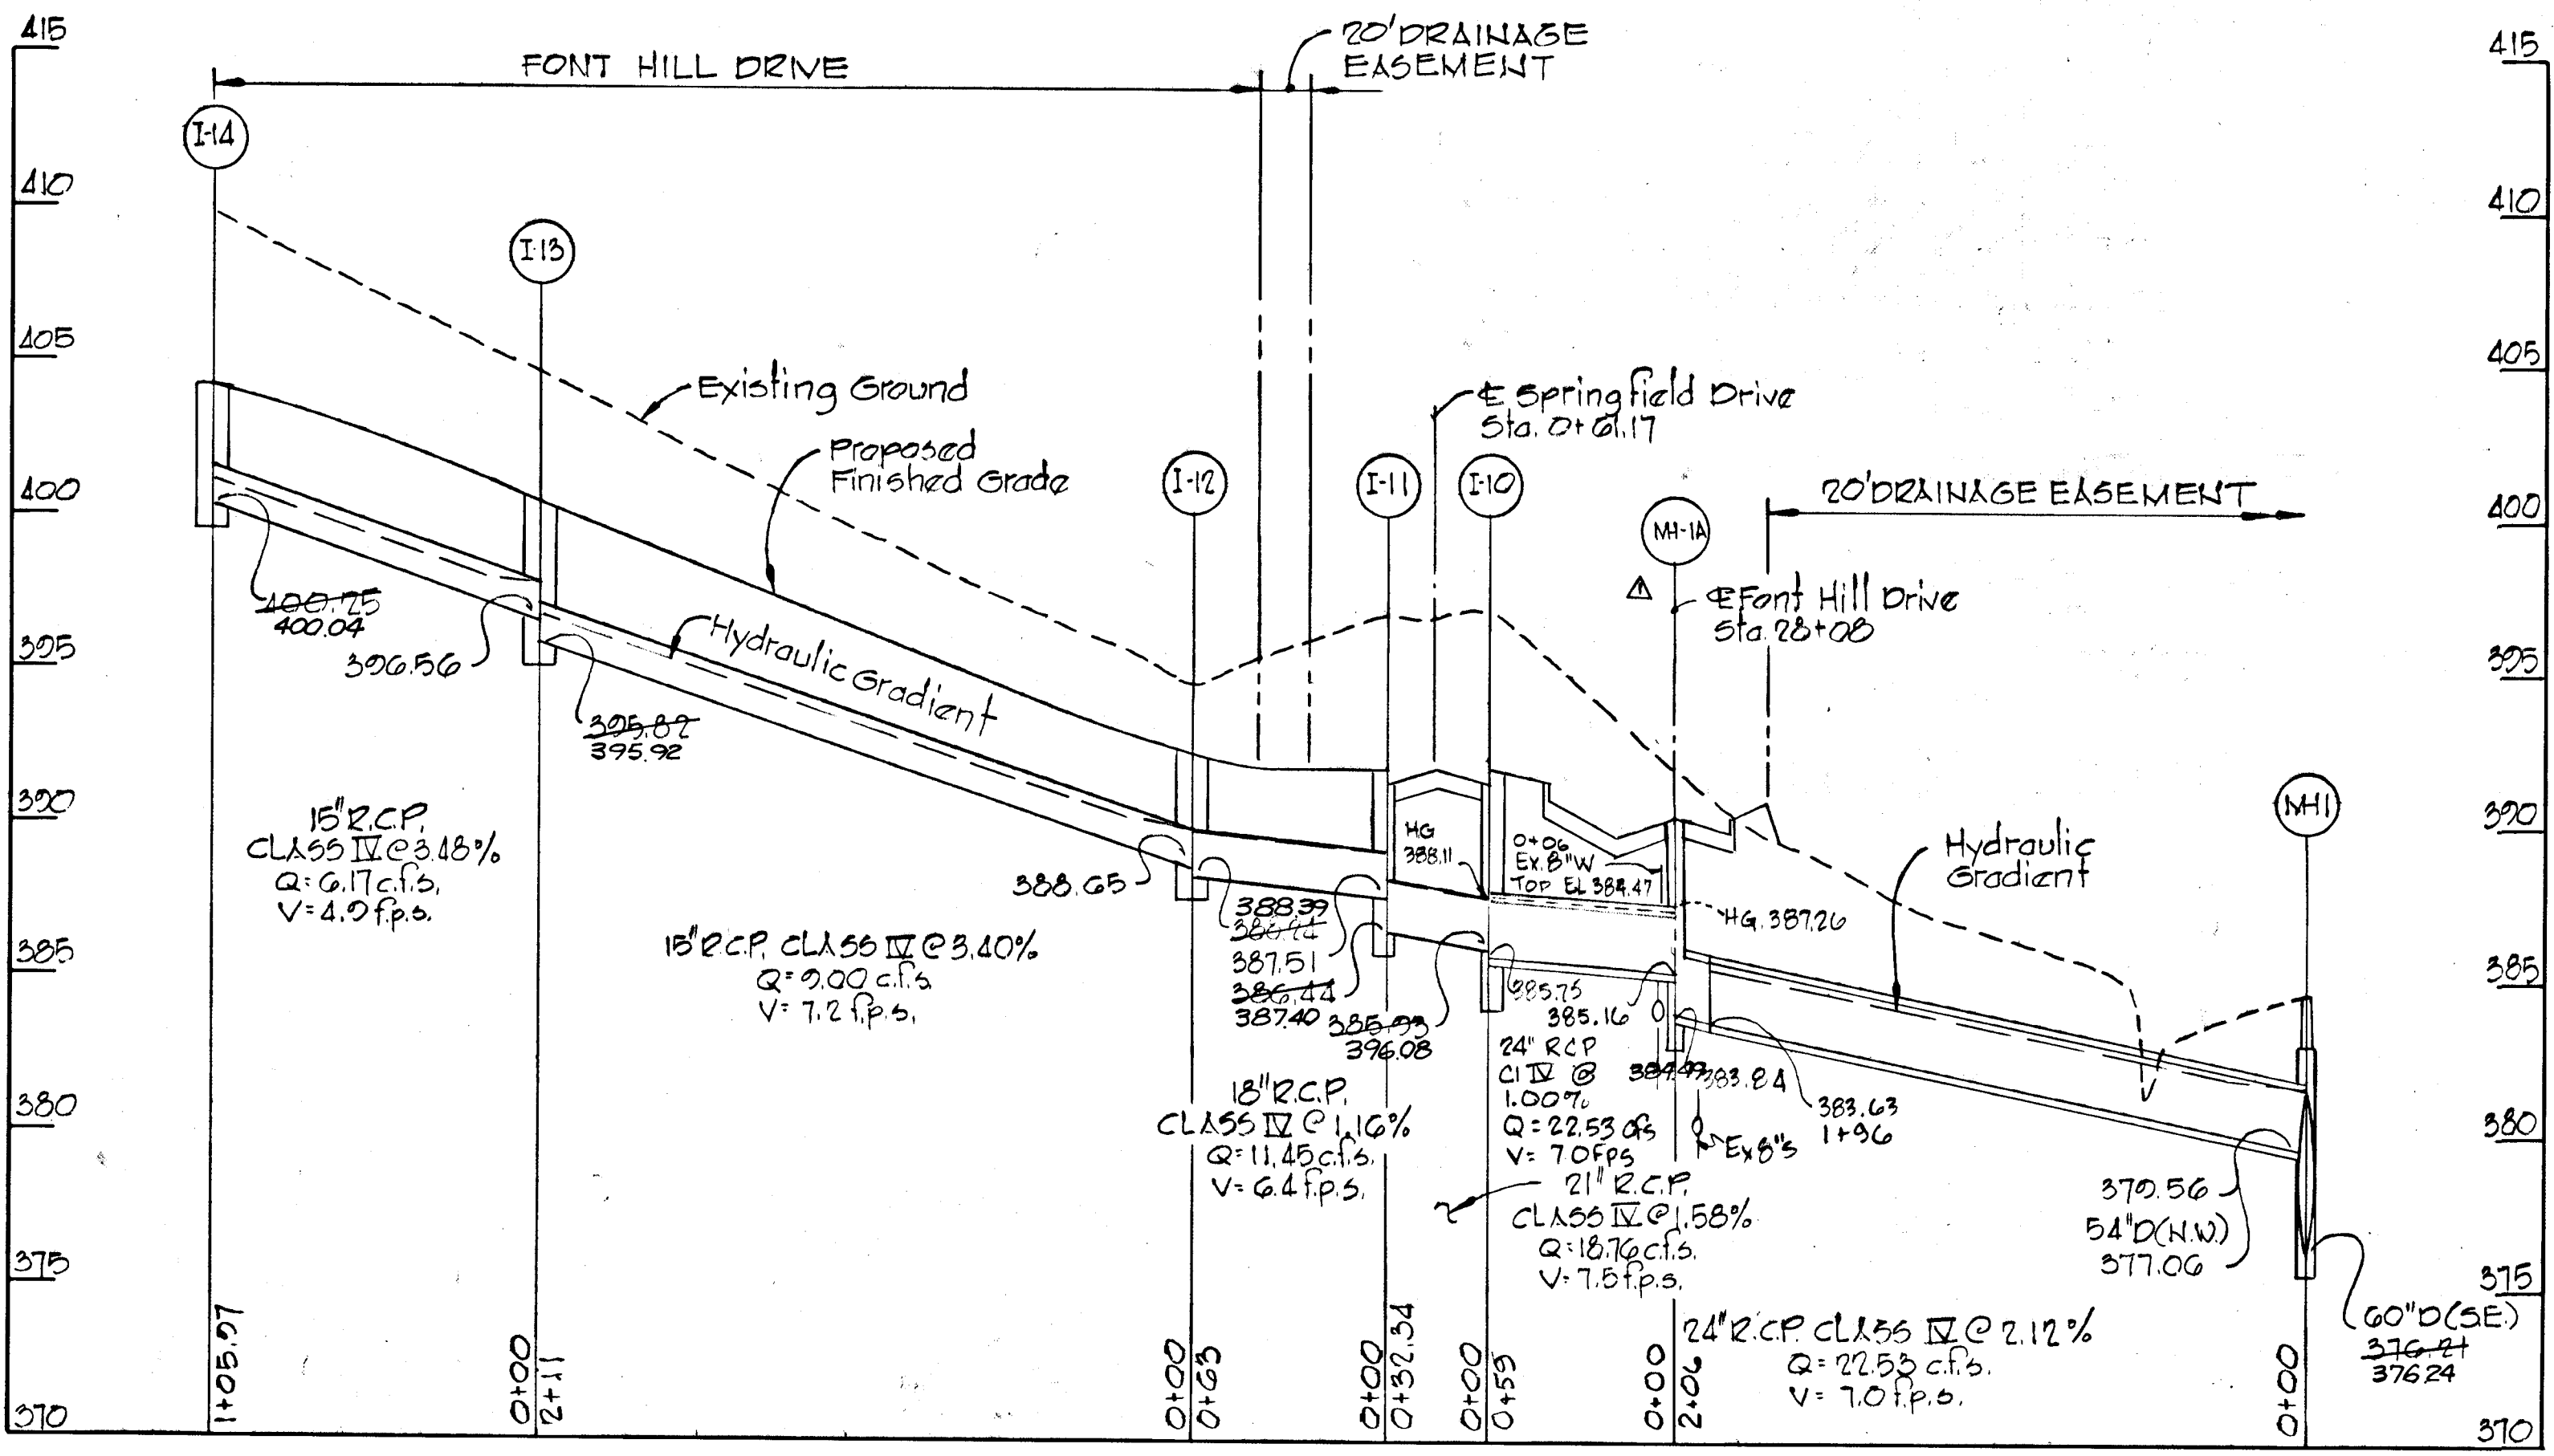 415
410
405
400
395
390
385
380
375
370
FONT HILL DRIVE
20' DRAINAGE
EASEMENT
415
410
405
400
395
390
385
380
375
370
I-14
I-13
I-12
I-11
I-10
MH-1A
MH1
Existing Ground
Proposed
Finished Grade
Hydraulic Gradient
℄ Springfield Drive
Sta. 0+61.17
20' DRAINAGE EASEMENT
℄ Font Hill Drive
Sta. 28+08
Hydraulic
Gradient
400.75
400.04
396.56
395.87
395.92
388.65
388.39
387.51
386.44
387.40
385.93
396.08
HG
388.11
0+06
Ex. 8"W
TOP EL 384.47
HG. 387.26
385.75
385.16
383.84
383.63
1+96
Ex 8"S
379.56
54"D(N.W.)
377.06
60"D(S.E.)
376.21
376.24
15" R.C.P.
CLASS IV @ 3.48%
Q= 6.17 c.f.s.
V= 4.9 f.p.s.
15" R.C.P. CLASS IV @ 3.40%
Q= 9.00 c.f.s.
V= 7.2 f.p.s.
18" R.C.P.
CLASS IV @ 1.16%
Q= 11.45 c.f.s.
V= 6.4 f.p.s.
24" RCP
Cl IV @
1.00%
Q = 22.53 cfs
V= 7.0 FPS
21" R.C.P.
CLASS IV @ 1.58%
Q= 18.76 c.f.s.
V= 7.5 f.p.s.
24" R.C.P. CLASS IV @ 2.12%
Q= 22.53 c.f.s.
V= 7.0 f.p.s.
1+05.97
0+00
2+11
0+00
0+63
0+00
0+32.34
0+00
0+59
0+00
2+06
0+00